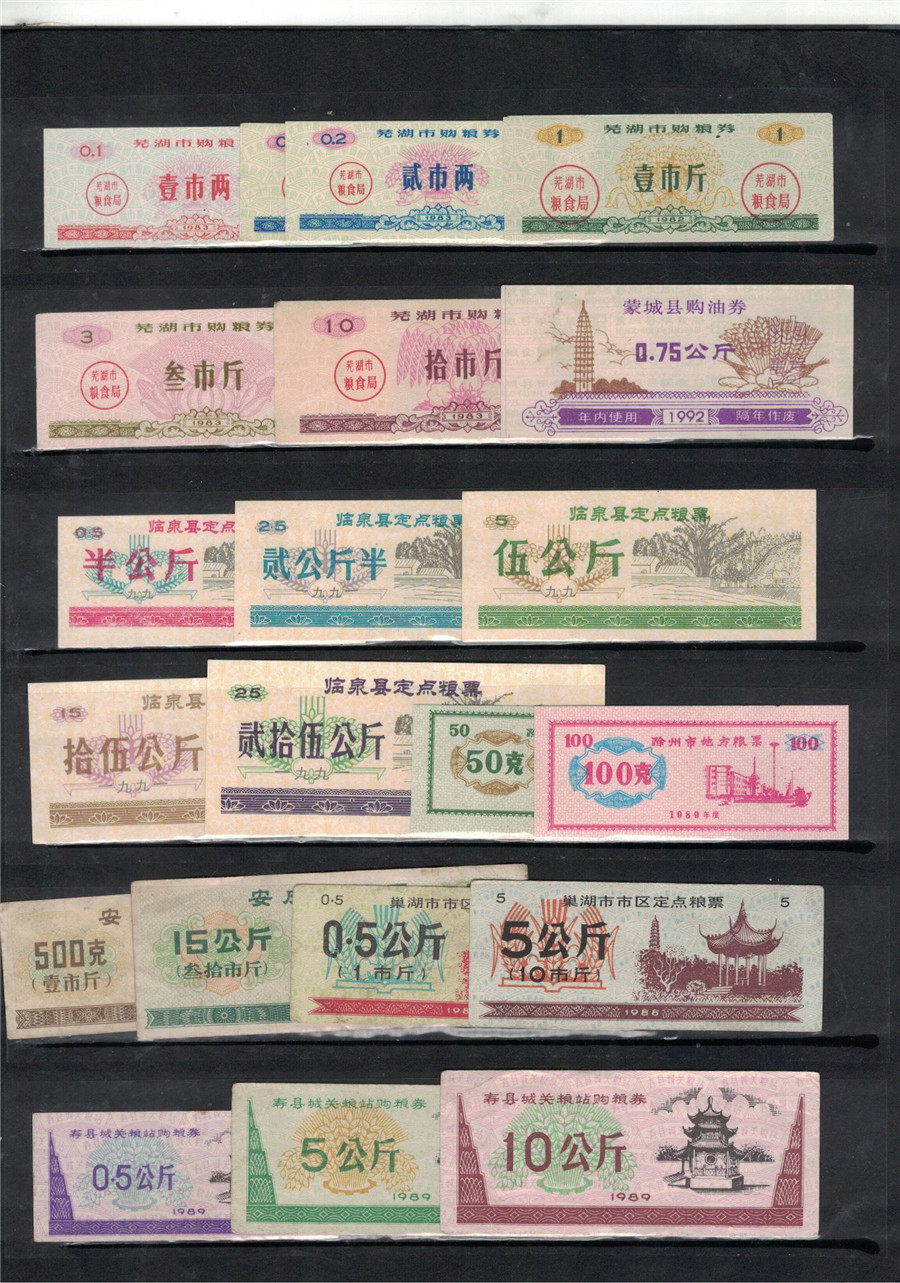 0.1
芜湖市购粮
芜湖市
粮食局
壹市两
1983
0.2
芜湖市购粮
芜湖市
粮食局
贰市两
1983
1
芜湖市购粮券
1
芜湖市
粮食局
壹市斤
芜湖市
粮食局
1982
3
芜湖市购粮券
芜湖市
粮食局
叁市斤
1983
10
芜湖市购
芜湖市
粮食局
拾市斤
1983
蒙城县购油券
0.75公斤
年内使用 1992 隔年作废
0.5
临泉县定点
半公斤
九九
2.5
临泉县定点粮票
贰公斤半
九九
5
临泉县定点粮票
伍公斤
九九
15
临泉县
拾伍公斤
九九
25
临泉县定点粮票
贰拾伍公斤
九九
50
50克
100
滁州市地方粮票
100
100克
1989年度
安
500克
(壹市斤)
安
15公斤
(叁拾市斤)
0.5
巢湖市市区
0.5公斤
(1市斤)
5
巢湖市市区定点粮票
5
5公斤
(10市斤)
1988
寿县城关粮站购粮券
0.5公斤
1989
寿县城关粮站购粮券
5公斤
1989
寿县城关粮站购粮券
10公斤
1989